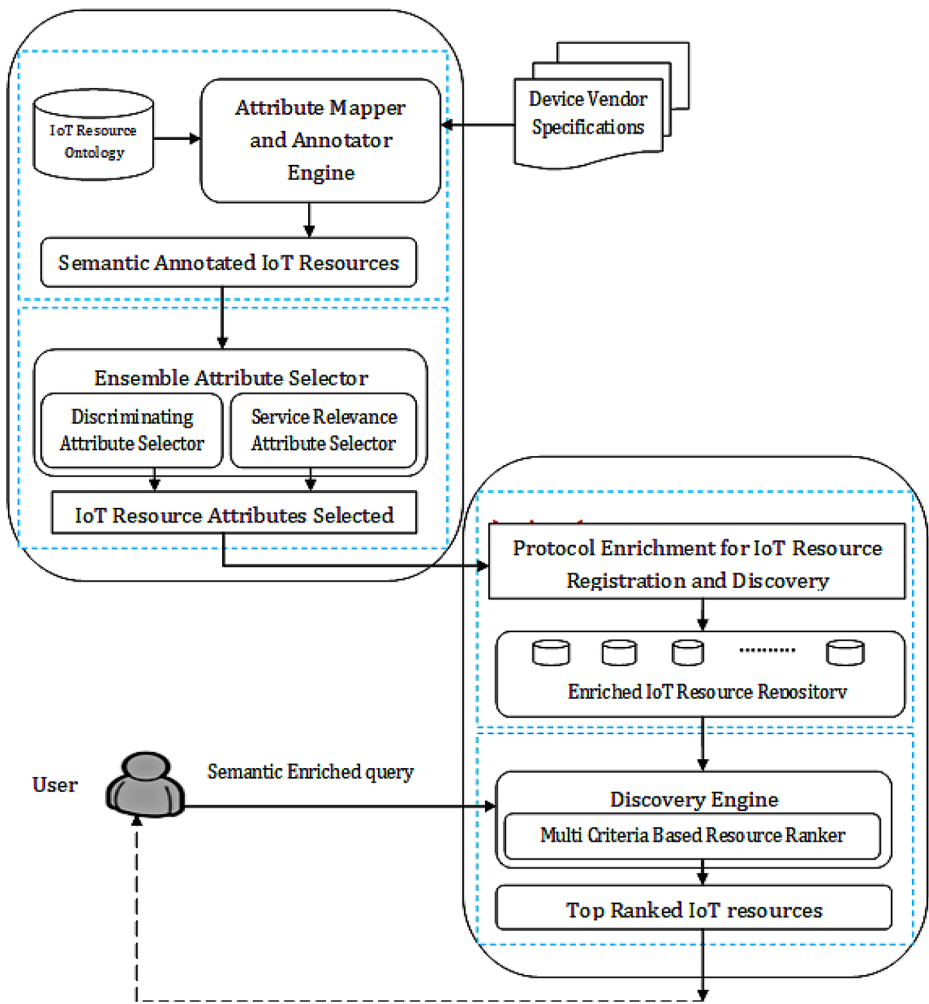 IoT Resource
Ontology
Attribute Mapper
and Annotator
Engine
Device Vendor
Specifications
Semantic Annotated IoT Resources
Ensemble Attribute Selector
Discriminating
Attribute Selector
Service Relevance
Attribute Selector
IoT Resource Attributes Selected
Protocol Enrichment for IoT Resource
Registration and Discovery
Enriched IoT Resource Repository
User
Semantic Enriched query
Discovery Engine
Multi Criteria Based Resource Ranker
Top Ranked IoT resources